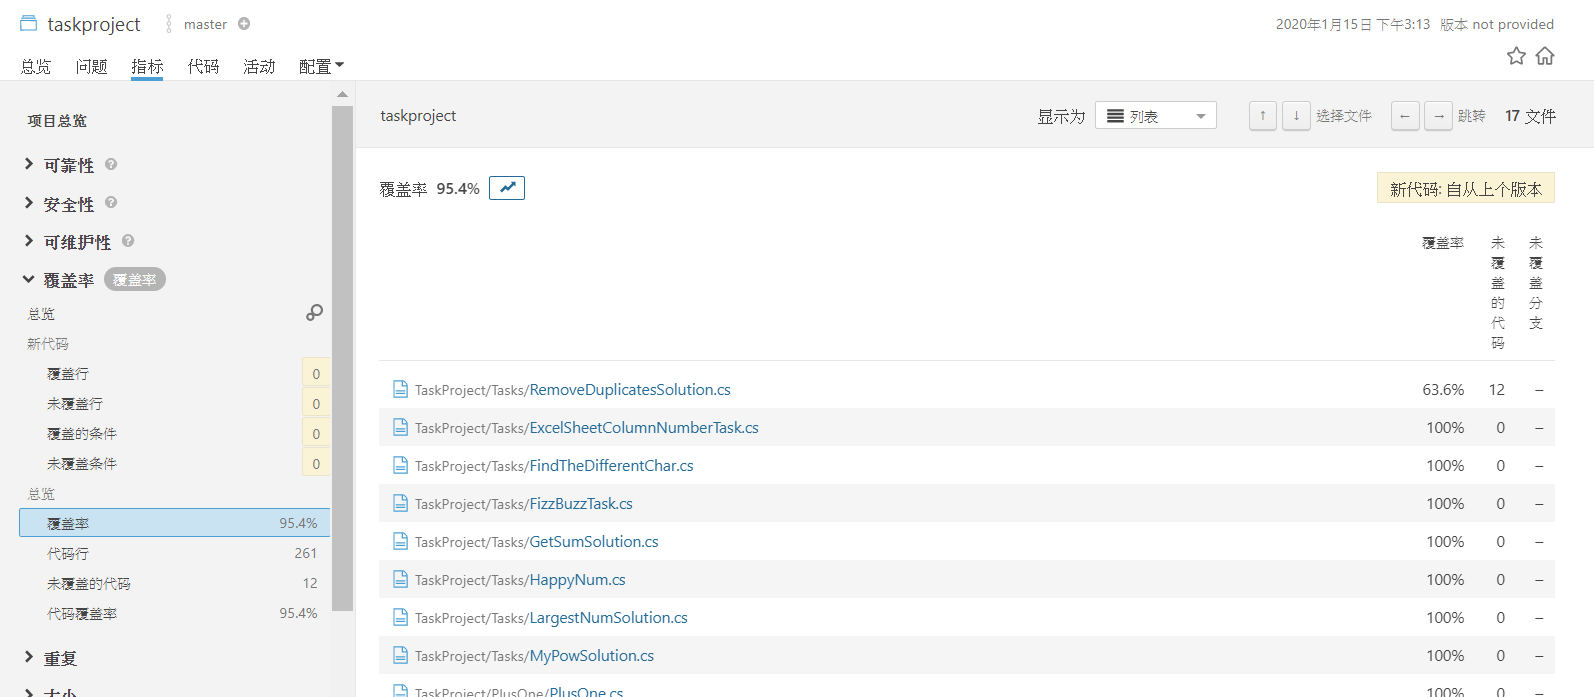 taskproject master
2020年1月15日 下午3:13 版本 not provided
总览 问题 指标 代码 活动 配置
项目总览
可靠性
安全性
可维护性
覆盖率 覆盖率
总览
新代码
覆盖行 0
未覆盖行 0
覆盖的条件 0
未覆盖条件 0
总览
覆盖率 95.4%
代码行 261
未覆盖的代码 12
代码覆盖率 95.4%
重复
大小
taskproject 显示为 列表 ↑ ↓ 选择文件 ← → 跳转 17 文件
覆盖率 95.4% 新代码: 自从上个版本
覆盖率 未覆盖的代码 未覆盖分支
TaskProject/Tasks/RemoveDuplicatesSolution.cs 63.6% 12 –
TaskProject/Tasks/ExcelSheetColumnNumberTask.cs 100% 0 –
TaskProject/Tasks/FindTheDifferentChar.cs 100% 0 –
TaskProject/Tasks/FizzBuzzTask.cs 100% 0 –
TaskProject/Tasks/GetSumSolution.cs 100% 0 –
TaskProject/Tasks/HappyNum.cs 100% 0 –
TaskProject/Tasks/LargestNumSolution.cs 100% 0 –
TaskProject/Tasks/MyPowSolution.cs 100% 0 –
TaskProject/PlusOne/PlusOne.cs 100% 0 –